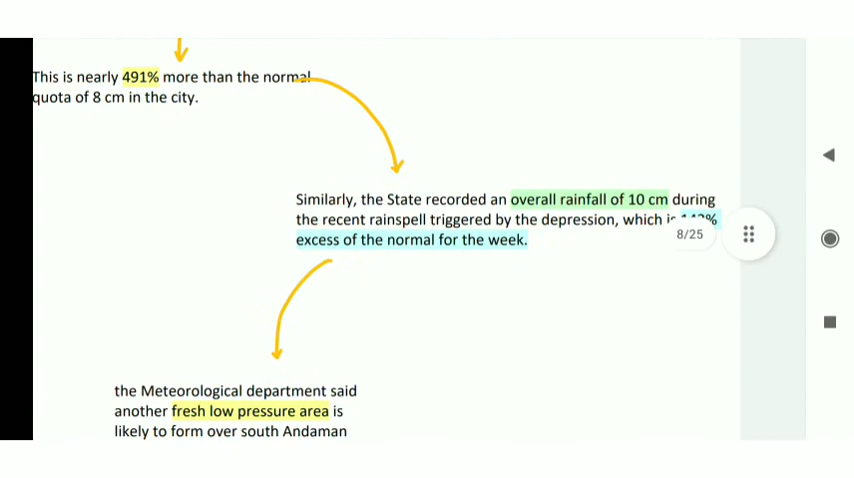 This is nearly 491% more than the normal
quota of 8 cm in the city.
Similarly, the State recorded an overall rainfall of 10 cm during
the recent rainspell triggered by the depression, which is
excess of the normal for the week.
8/25
the Meteorological department said
another fresh low pressure area is
likely to form over south Andaman